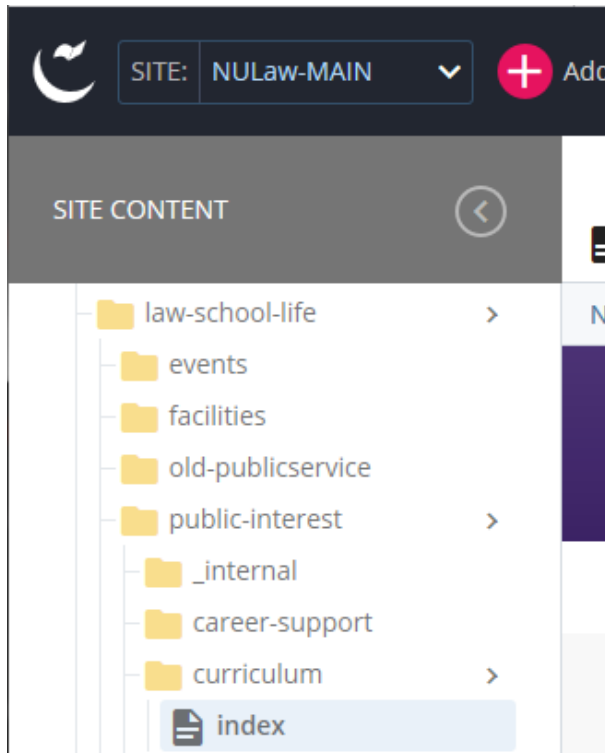 SITE: NULaw-MAIN Add
SITE CONTENT
law-school-life
N
events
facilities
old-publicservice
public-interest
_internal
career-support
curriculum
index